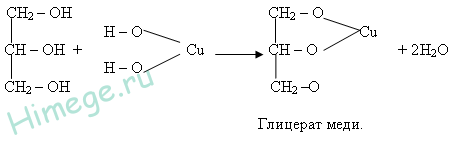 CH₂ – OH CH₂ – O
H – O Cu
CH – OH + Cu CH – O + 2H₂O
H – O
CH₂ – OH CH₂ –O
Глицерат меди.
Himege.ru